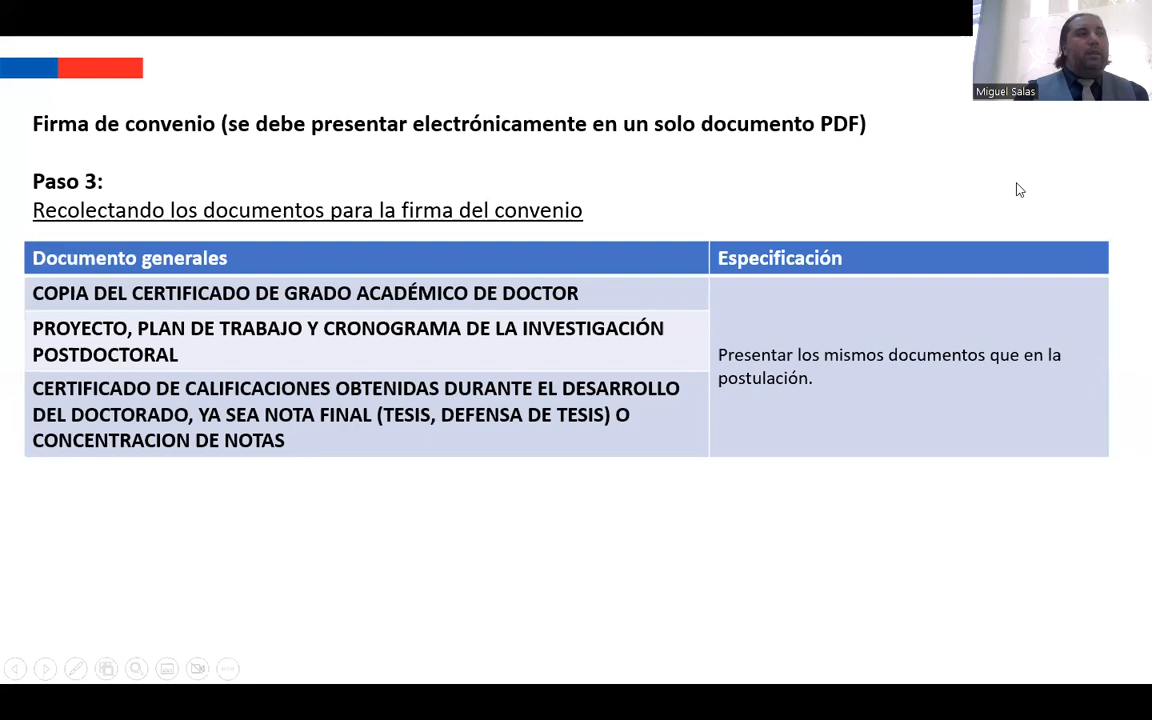 Miguel Salas
Firma de convenio (se debe presentar electrónicamente en un solo documento PDF)
Paso 3:
Recolectando los documentos para la firma del convenio
Documento generales
Especificación
COPIA DEL CERTIFICADO DE GRADO ACADÉMICO DE DOCTOR
PROYECTO, PLAN DE TRABAJO Y CRONOGRAMA DE LA INVESTIGACIÓN
POSTDOCTORAL
CERTIFICADO DE CALIFICACIONES OBTENIDAS DURANTE EL DESARROLLO
DEL DOCTORADO, YA SEA NOTA FINAL (TESIS, DEFENSA DE TESIS) O
CONCENTRACION DE NOTAS
Presentar los mismos documentos que en la
postulación.